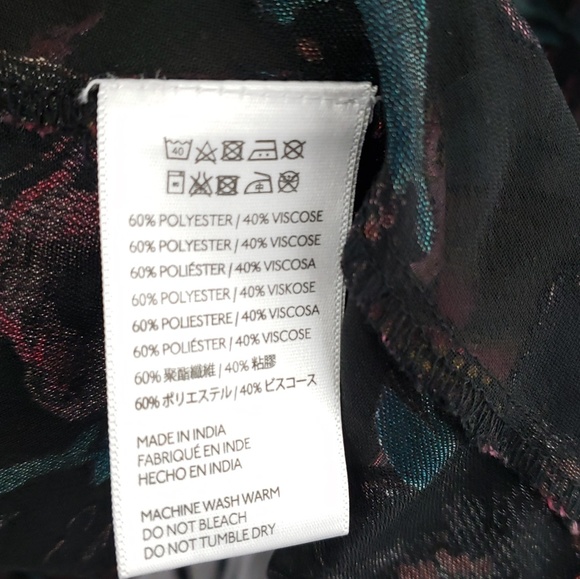 40
60% POLYESTER / 40% VISCOSE
60% POLYESTER / 40% VISCOSE
60% POLIÉSTER / 40% VISCOSA
60% POLYESTER / 40% VISKOSE
60% POLIESTERE / 40% VISCOSA
60% POLIÉSTER / 40% VISCOSE
60% 聚酯纖維 / 40% 粘膠
60% ポリエステル / 40% ビスコース
MADE IN INDIA
FABRIQUÉ EN INDE
HECHO EN INDIA
MACHINE WASH WARM
DO NOT BLEACH
DO NOT TUMBLE DRY